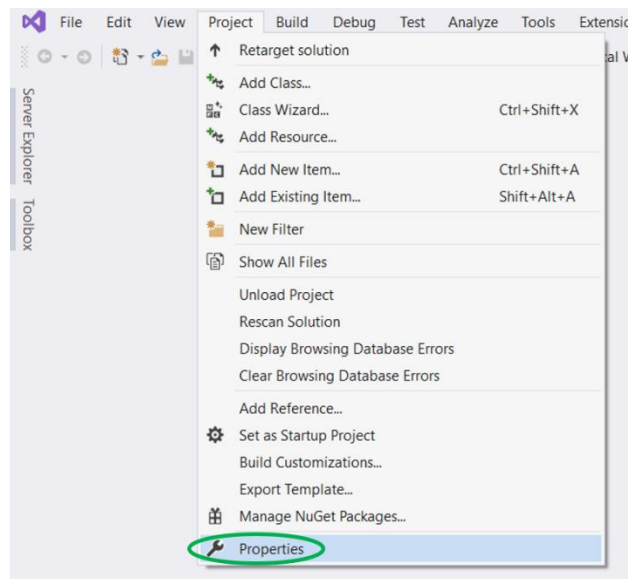 File Edit View Project Build Debug Test Analyze Tools
Retarget solution
Add Class...
Class Wizard... Ctrl+Shift+X
Add Resource...
Add New Item... Ctrl+Shift+A
Add Existing Item... Shift+Alt+A
New Filter
Show All Files
Unload Project
Rescan Solution
Display Browsing Database Errors
Clear Browsing Database Errors
Add Reference...
Set as Startup Project
Build Customizations...
Export Template...
Manage NuGet Packages...
Properties
Server Explorer
Toolbox